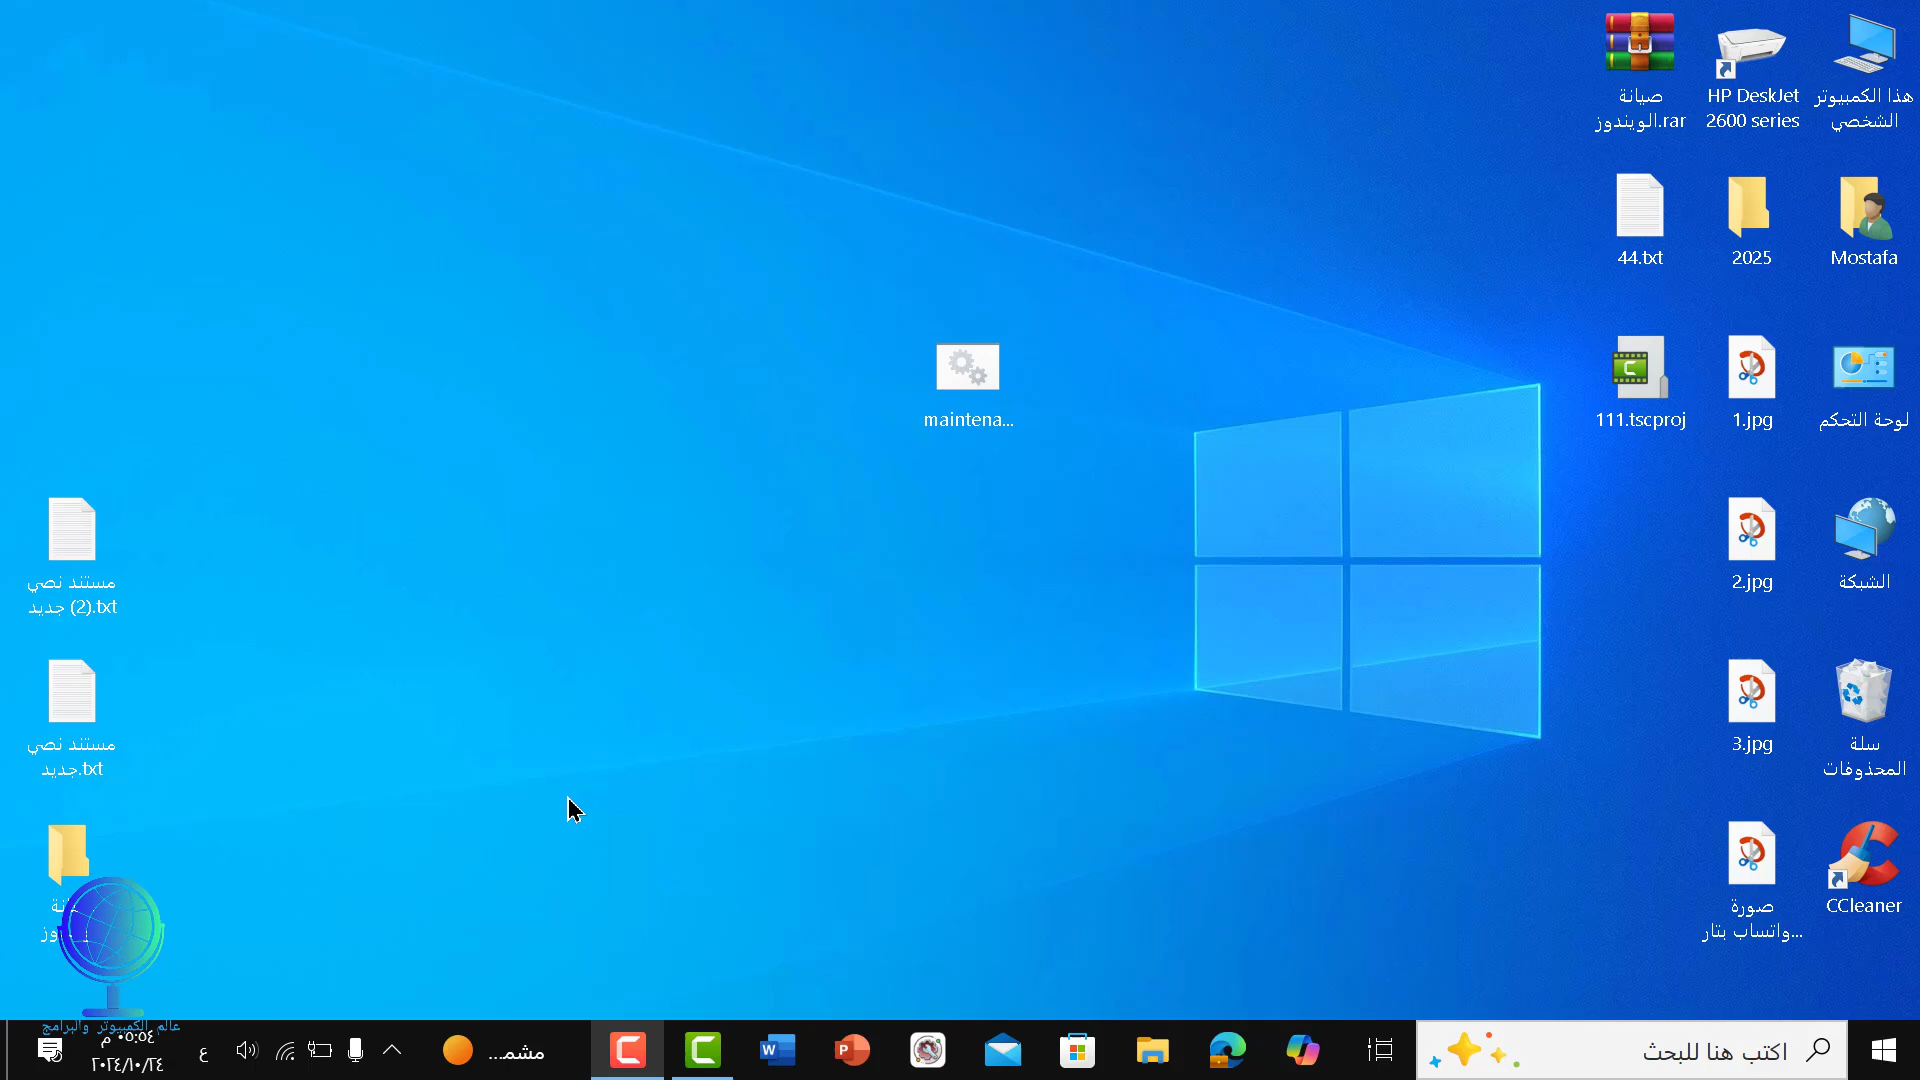 هذا الكمبيوتر
الشخصي
HP DeskJet
2600 series
صيانة
الويندوز.rar
Mostafa
2025
44.txt
لوحة التحكم
1.jpg
111.tscproj
maintena...
الشبكة
2.jpg
مستند نصي
جديد (2).txt
سلة
المحذوفات
3.jpg
مستند نصي
جديد.txt
CCleaner
صورة
واتساب بتار...
عالم الكمبيوتر والبرامج
اكتب هنا للبحث
مشمـ...
ع
٠٥:٥٤ م
٢٠٢٤/١٠/٢٤